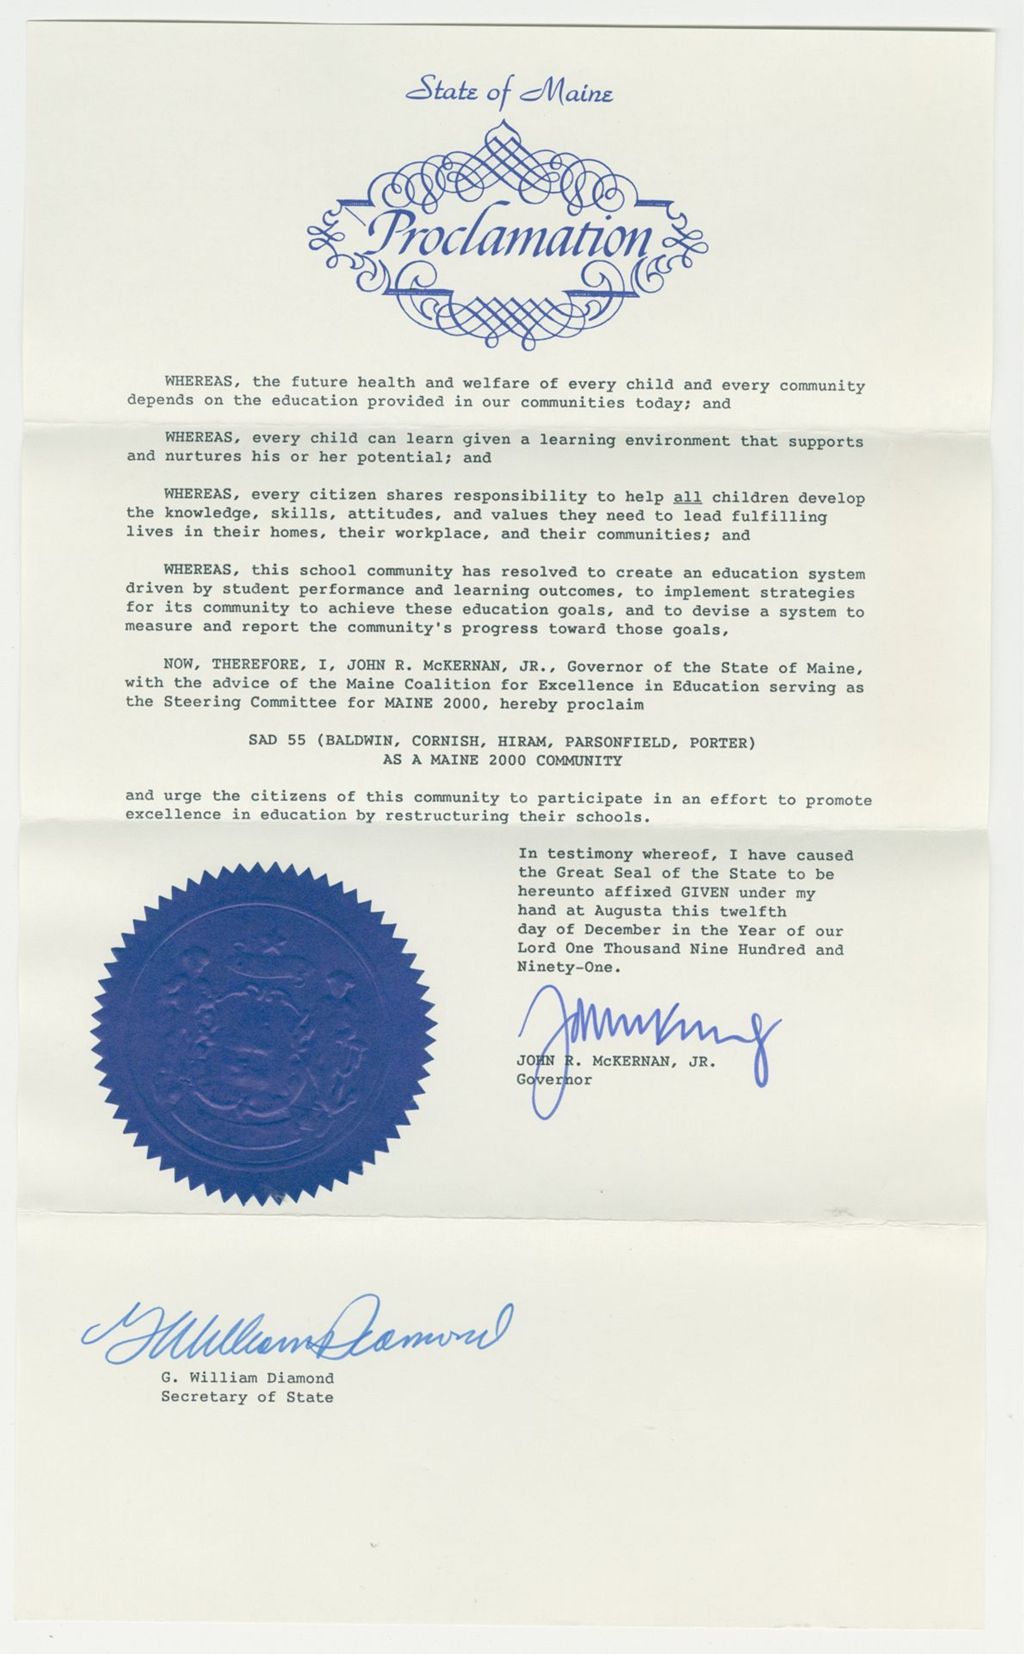 State of Maine
Proclamation
WHEREAS, the future health and welfare of every child and every community
depends on the education provided in our communities today; and
WHEREAS, every child can learn given a learning environment that supports
and nurtures his or her potential; and
WHEREAS, every citizen shares responsibility to help all children develop
the knowledge, skills, attitudes, and values they need to lead fulfilling
lives in their homes, their workplace, and their communities; and
WHEREAS, this school community has resolved to create an education system
driven by student performance and learning outcomes, to implement strategies
for its community to achieve these education goals, and to devise a system to
measure and report the community's progress toward those goals,
NOW, THEREFORE, I, JOHN R. McKERNAN, JR., Governor of the State of Maine,
with the advice of the Maine Coalition for Excellence in Education serving as
the Steering Committee for MAINE 2000, hereby proclaim
SAD 55 (BALDWIN, CORNISH, HIRAM, PARSONFIELD, PORTER)
AS A MAINE 2000 COMMUNITY
and urge the citizens of this community to participate in an effort to promote
excellence in education by restructuring their schools.
In testimony whereof, I have caused
the Great Seal of the State to be
hereunto affixed GIVEN under my
hand at Augusta this twelfth
day of December in the Year of our
Lord One Thousand Nine Hundred and
Ninety-One.
JOHN R. McKERNAN, JR.
Governor
G William Diamond
G. William Diamond
Secretary of State